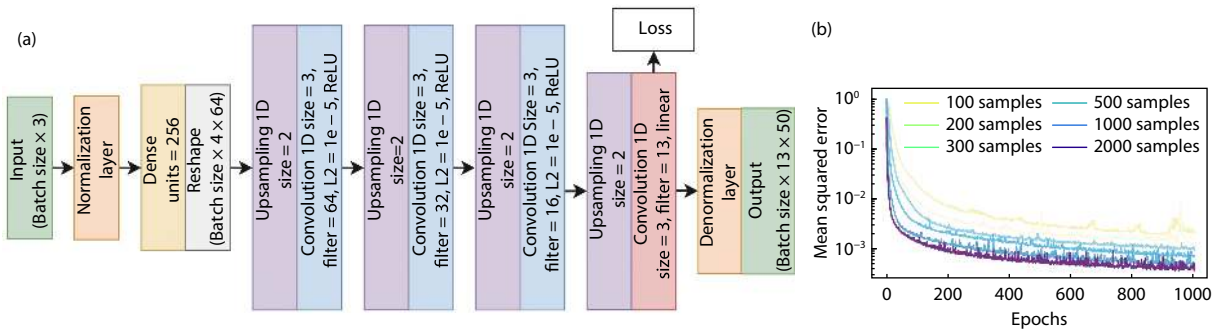 (a)
Input
(Batch size × 3)
Normalization
layer
Dense
units = 256
Reshape
(Batch size × 4 × 64)
Upsampling 1D
size = 2
Convolution 1D size = 3,
filter = 64, L2 = 1e − 5, ReLU
Upsampling 1D
size=2
Convolution 1D size = 3,
filter = 32, L2 = 1e − 5, ReLU
Upsampling 1D
size = 2
Convolution 1D Size = 3,
filter = 16, L2 = 1e − 5, ReLU
Upsampling 1D
size = 2
Convolution 1D
size = 3, filter = 13, linear
Loss
Denormalization
layer
Output
(Batch size × 13 × 50)
(b)
Mean squared error
10⁰
10⁻¹
10⁻²
10⁻³
100 samples
200 samples
300 samples
500 samples
1000 samples
2000 samples
0 200 400 600 800 1000
Epochs